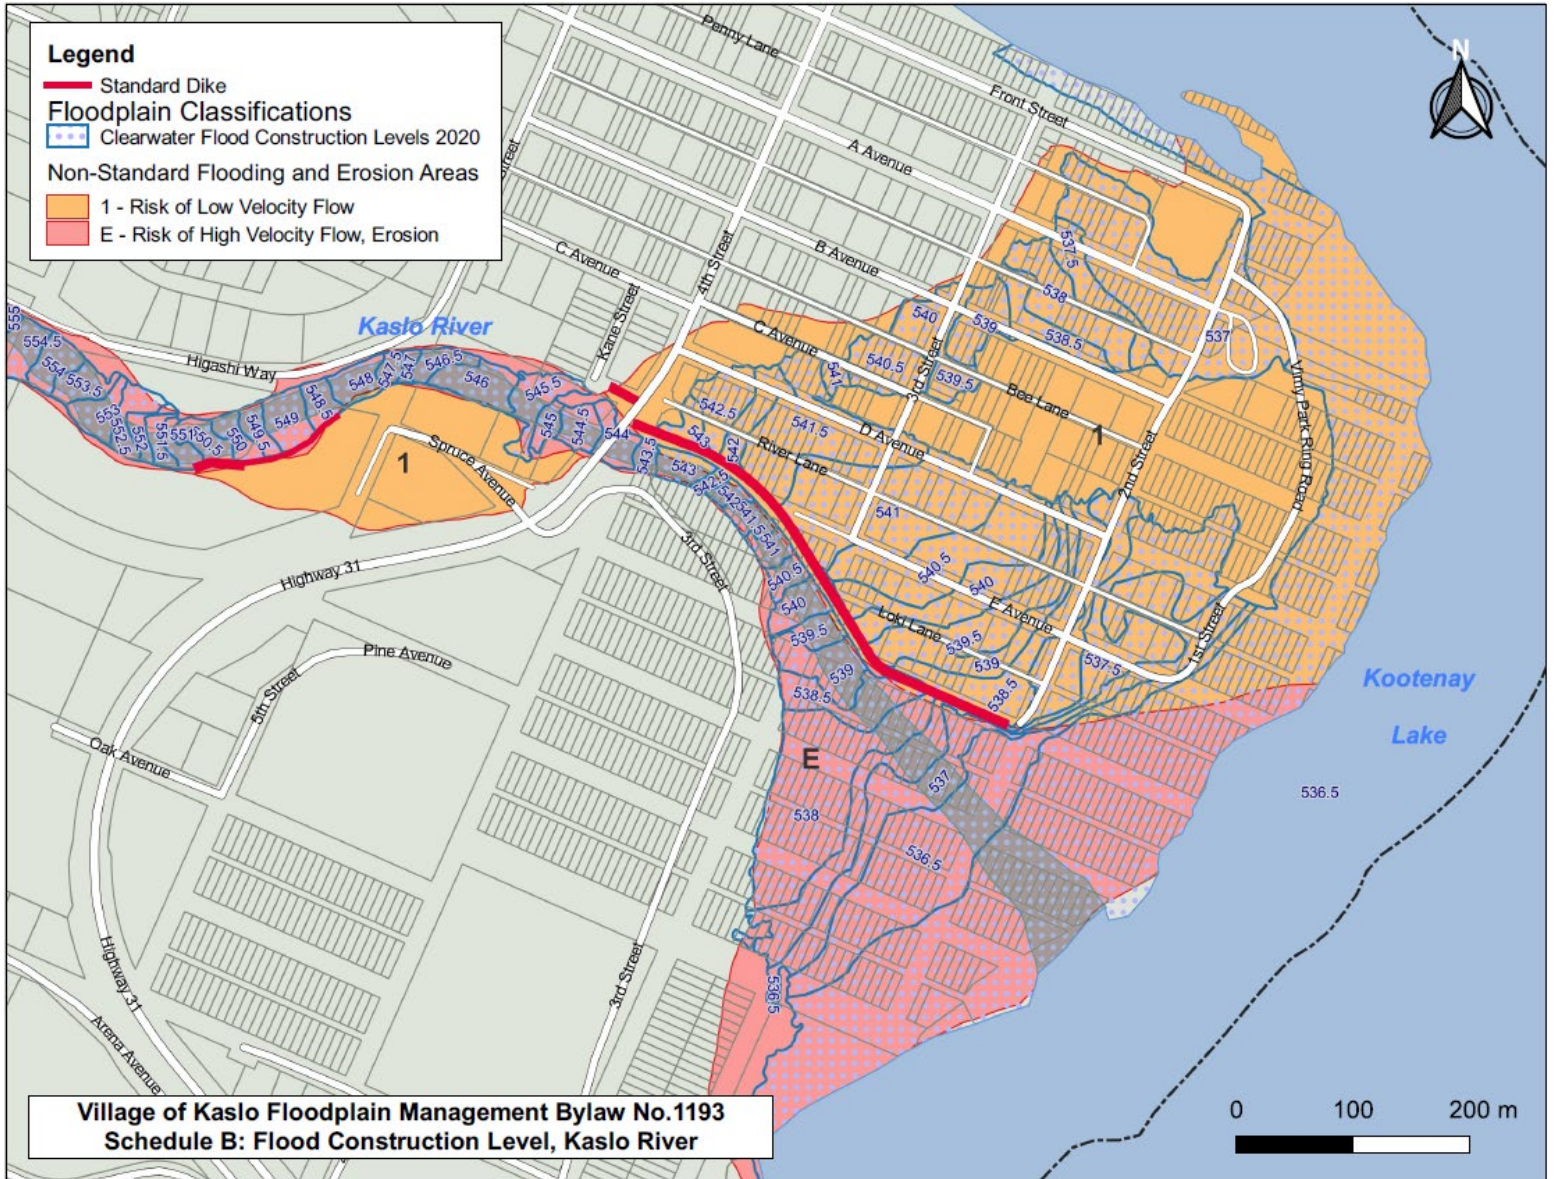 Legend
Standard Dike
Floodplain Classifications
Clearwater Flood Construction Levels 2020
Non-Standard Flooding and Erosion Areas
1 - Risk of Low Velocity Flow
E - Risk of High Velocity Flow, Erosion
N
Penny Lane
Front Street
A Avenue
B Avenue
C Avenue
4th Street
Kane Street
Kaslo River
Higashi Way
555
554.5
554
553.5
553
552.5
552
551.5
551
550.5
550
549.5
549
548.5
548
547.5
547
546.5
546
545.5
545
544.5
544
543.5
543
543
542.5
542
542.5
542
541.5
541
540.5
540
539.5
539
538.5
C Avenue
540
539
538.5
538
537.5
537
541
540.5
539.5
3rd Street
Bee Lane
D Avenue
River Lane
541.5
541
1
2nd Street
Vimy Park Ring Road
1
Spruce Avenue
Highway 31
3rd Street
540.5
540
E Avenue
Loki Lane
539.5
539
538.5
537.5
1st Street
Pine Avenue
5th Street
Oak Avenue
Kootenay
Lake
536.5
E
538
537
536.5
536.5
3rd Street
Highway 31
Arena Avenue
Village of Kaslo Floodplain Management Bylaw No.1193
Schedule B: Flood Construction Level, Kaslo River
0 100 200 m